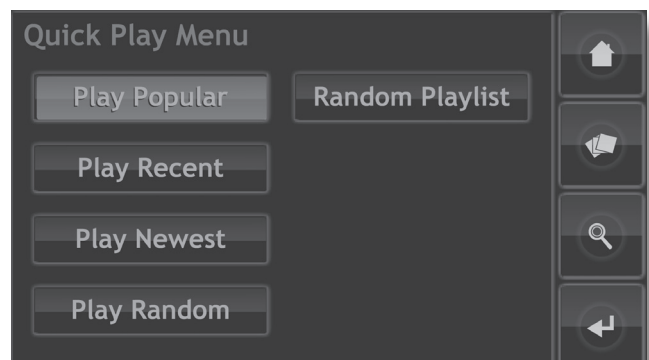 Quick Play Menu
Play Popular
Random Playlist
Play Recent
Play Newest
Play Random